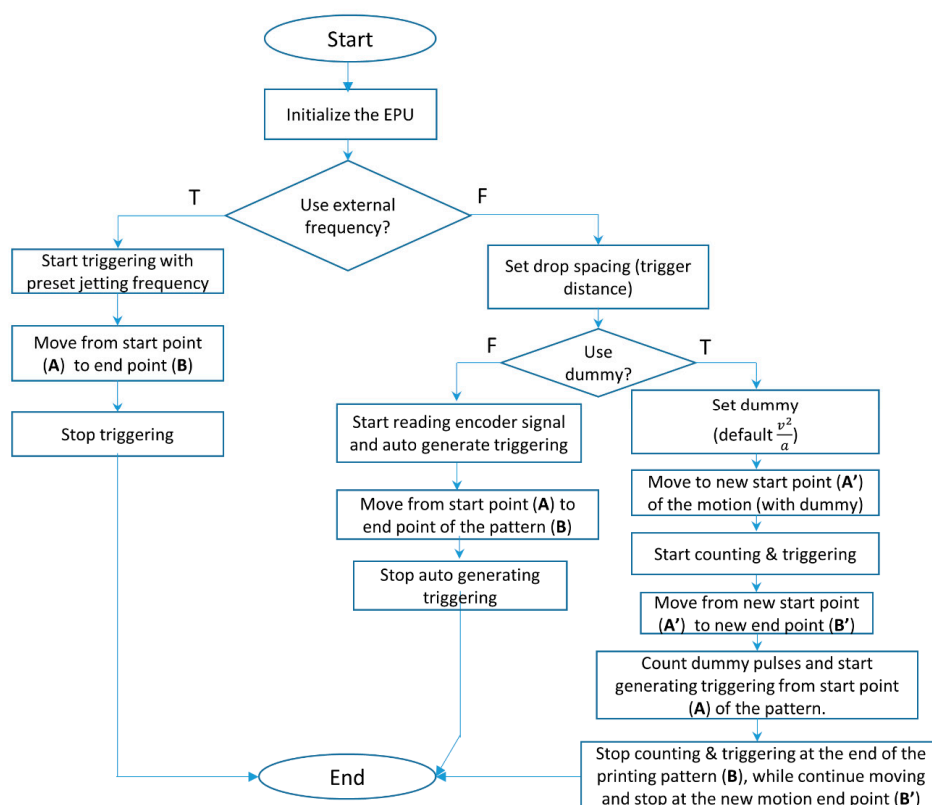 Start
Initialize the EPU
T
F
Use external
frequency?
Start triggering with
preset jetting frequency
Set drop spacing (trigger
distance)
Move from start point
(A) to end point (B)
F
T
Use
dummy?
Stop triggering
Start reading encoder signal
and auto generate triggering
Set dummy
(default v²/a)
Move from start point (A) to
end point of the pattern (B)
Move to new start point (A')
of the motion (with dummy)
Start counting & triggering
Stop auto generating
triggering
Move from new start point
(A') to new end point (B')
Count dummy pulses and start
generating triggering from start point
(A) of the pattern.
End
Stop counting & triggering at the end of the
printing pattern (B), while continue moving
and stop at the new motion end point (B')